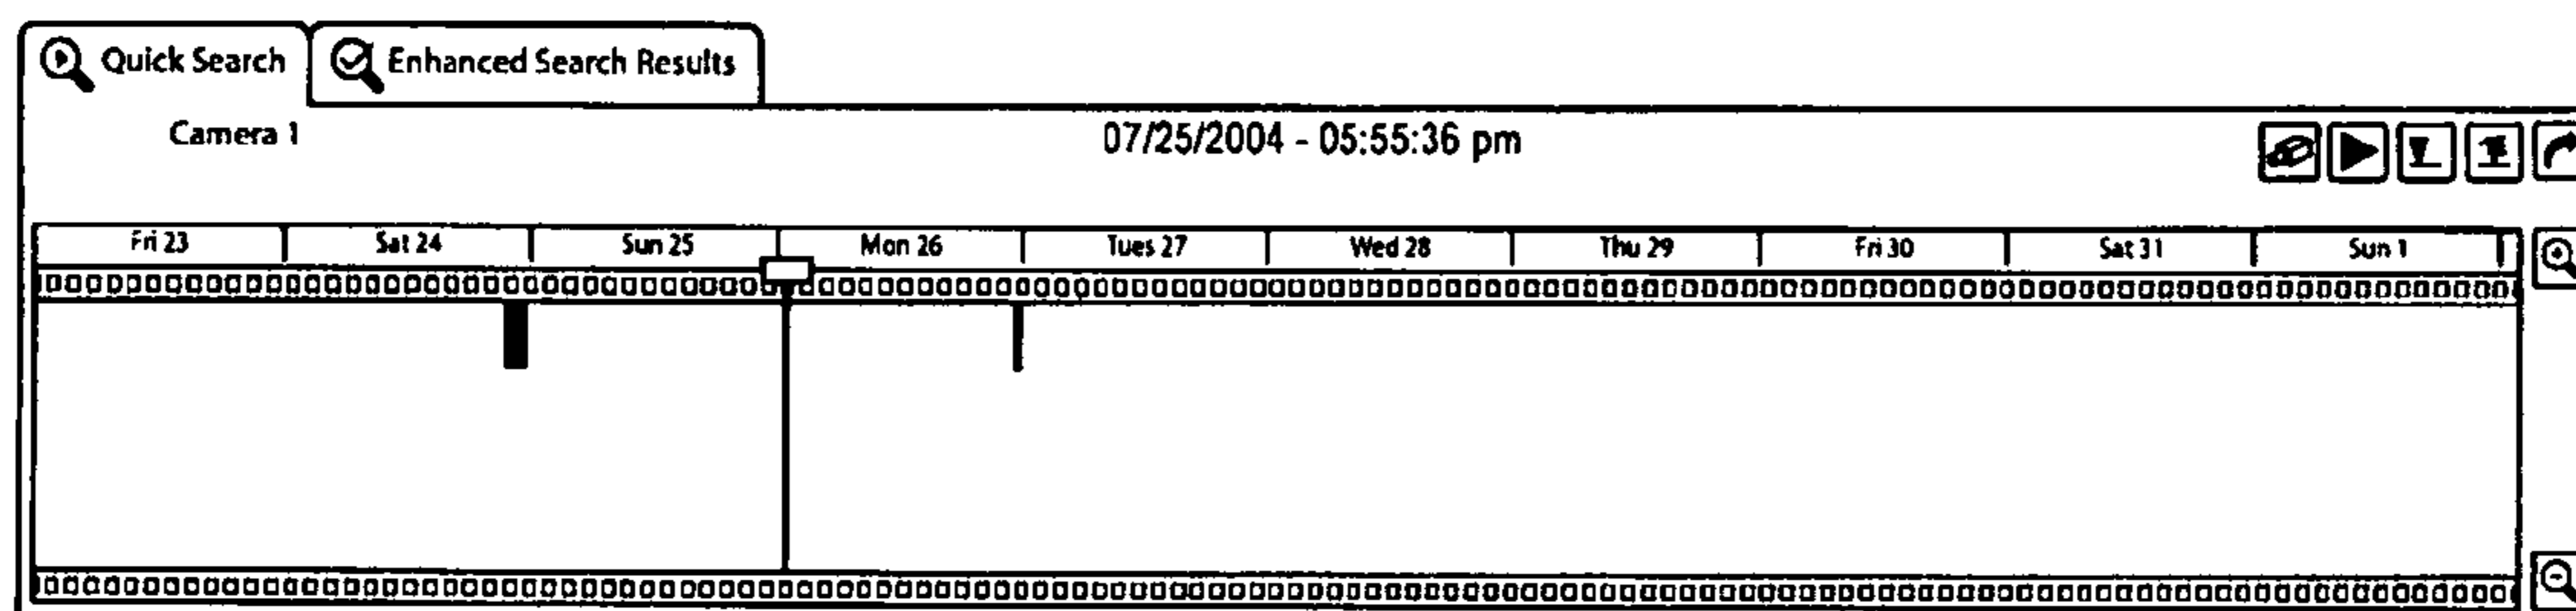 Quick Search Enhanced Search Results
Camera 1 07/25/2004 - 05:55:36 pm
Fri 23 Sat 24 Sun 25 Mon 26 Tues 27 Wed 28 Thu 29 Fri 30 Sat 31 Sun 1